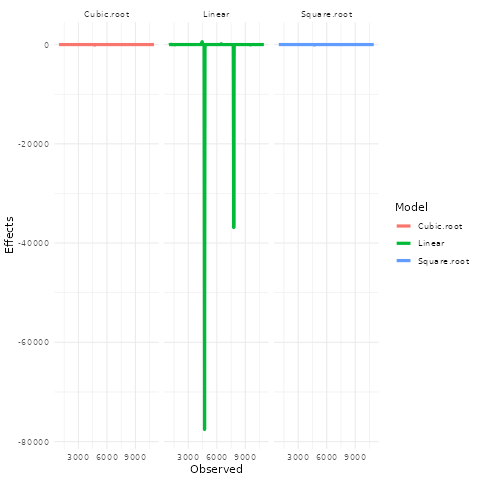 Cubic.root Linear Square.root
0
-20000
-40000
-60000
-80000
Effects
3000 6000 9000 3000 6000 9000 3000 6000 9000
Observed
Model
Cubic.root
Linear
Square.root